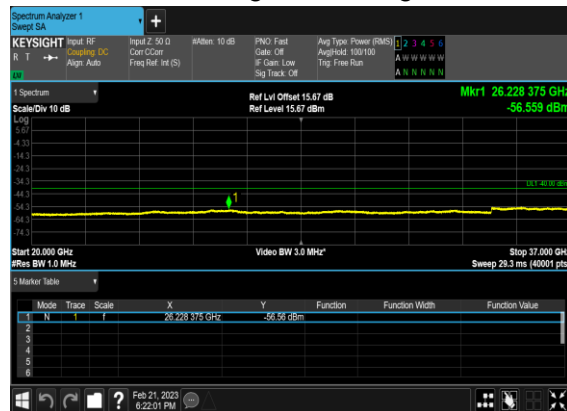 Spectrum Analyzer 1
Swept SA
+
KEYSIGHT Input: RF Input Z: 50 Ω #Atten: 10 dB PNO: Fast Avg Type: Power (RMS) 1 2 3 4 5 6
R T Coupling: DC Corr CCorr Gate: Off Avg|Hold: 100/100 A W W W W W
Align: Auto Freq Ref: Int (S) IF Gain: Low Trig: Free Run
LXI Sig Track: Off A N N N N N
1 Spectrum Ref Lvl Offset 15.67 dB Mkr1 26.228 375 GHz
Scale/Div 10 dB Ref Level 15.67 dBm -56.559 dBm
Log
5.67
-4.33
-14.3
-24.3
-34.3
DL1 -40.00 dBm
-44.3
1
-54.3
-64.3
-74.3
Start 20.000 GHz Video BW 3.0 MHz* Stop 37.000 GHz
#Res BW 1.0 MHz Sweep 29.3 ms (40001 pts)
5 Marker Table
Mode Trace Scale X Y Function Function Width Function Value
1 N 1 f 26.228 375 GHz -56.56 dBm
2
3
4
5
6
? Feb 21, 2023
6:22:01 PM